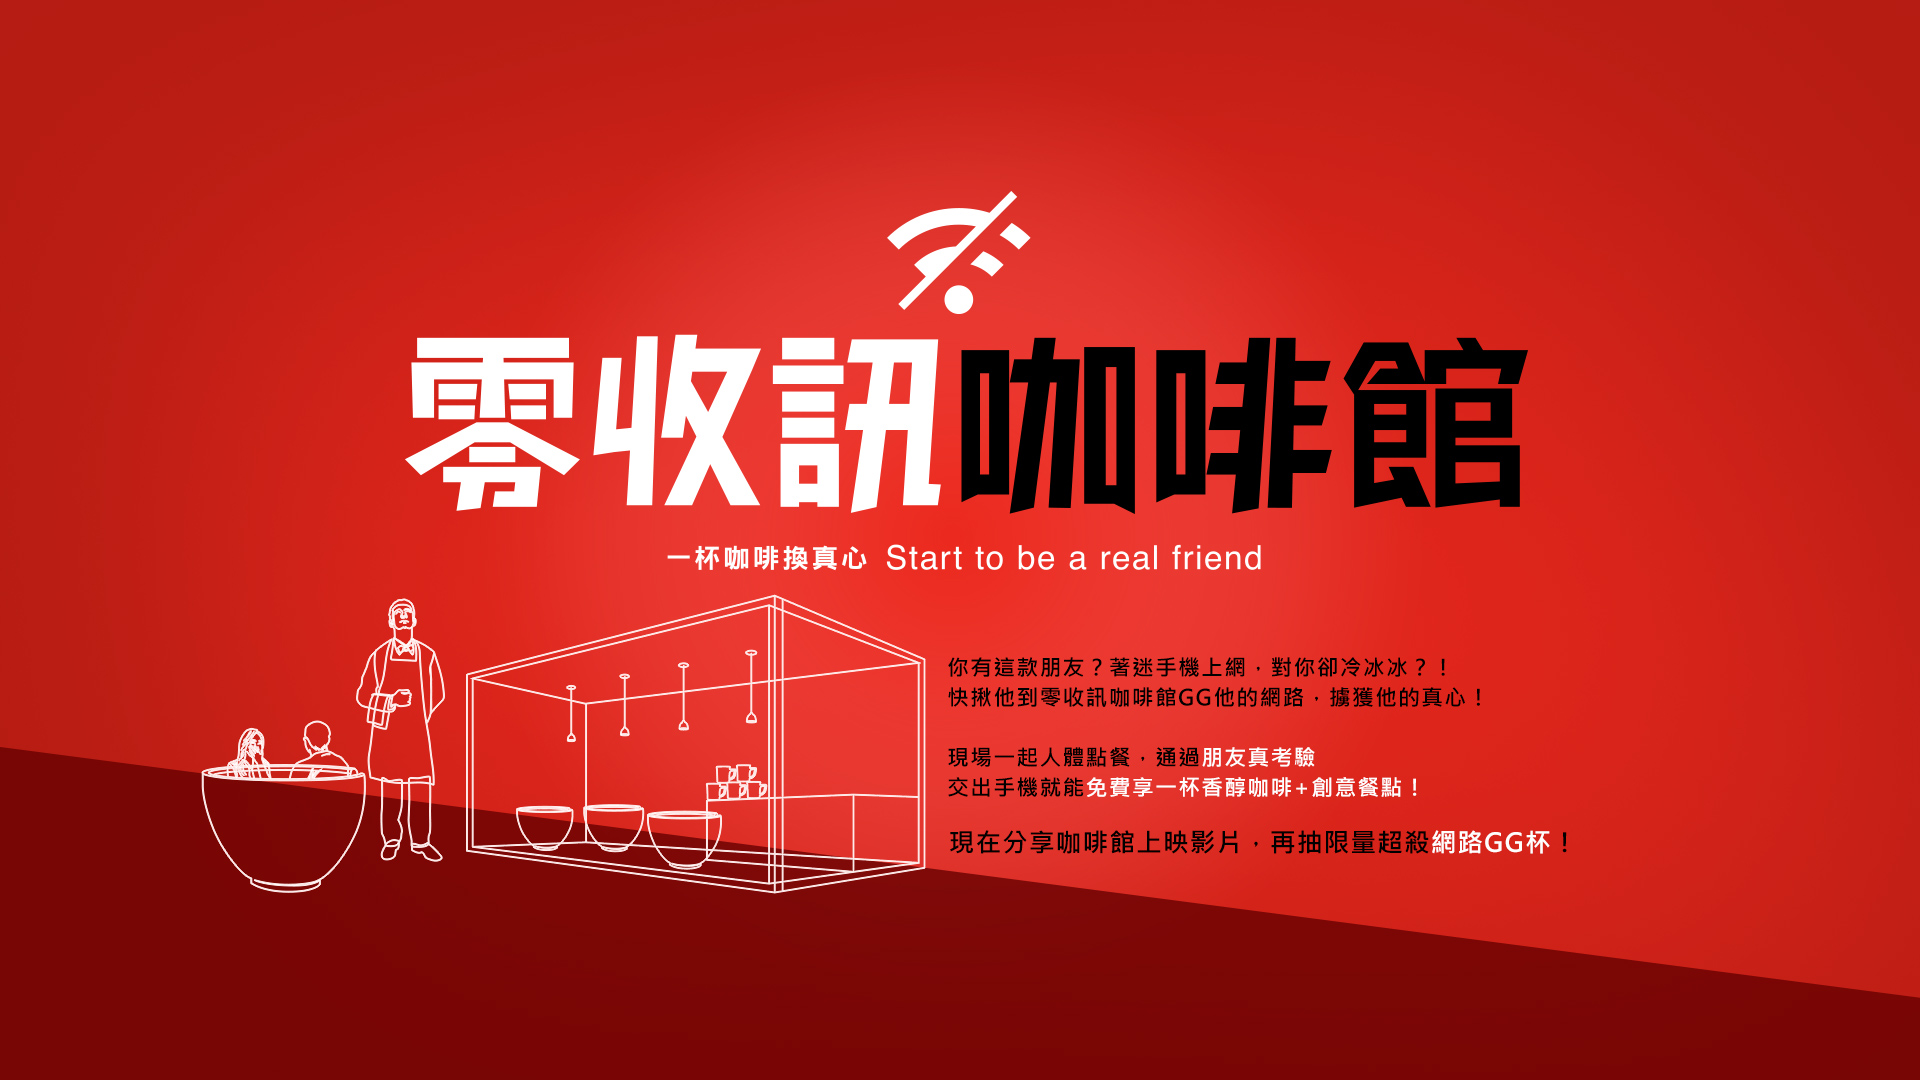 零收訊咖啡館
一杯咖啡換真心 Start to be a real friend
你有這款朋友？著迷手機上網，對你卻冷冰冰？！
快揪他到零收訊咖啡館GG他的網路，擄獲他的真心！
現場一起人體點餐，通過朋友真考驗
交出手機就能免費享一杯香醇咖啡+創意餐點！
現在分享咖啡館上映影片，再抽限量超殺網路GG杯！